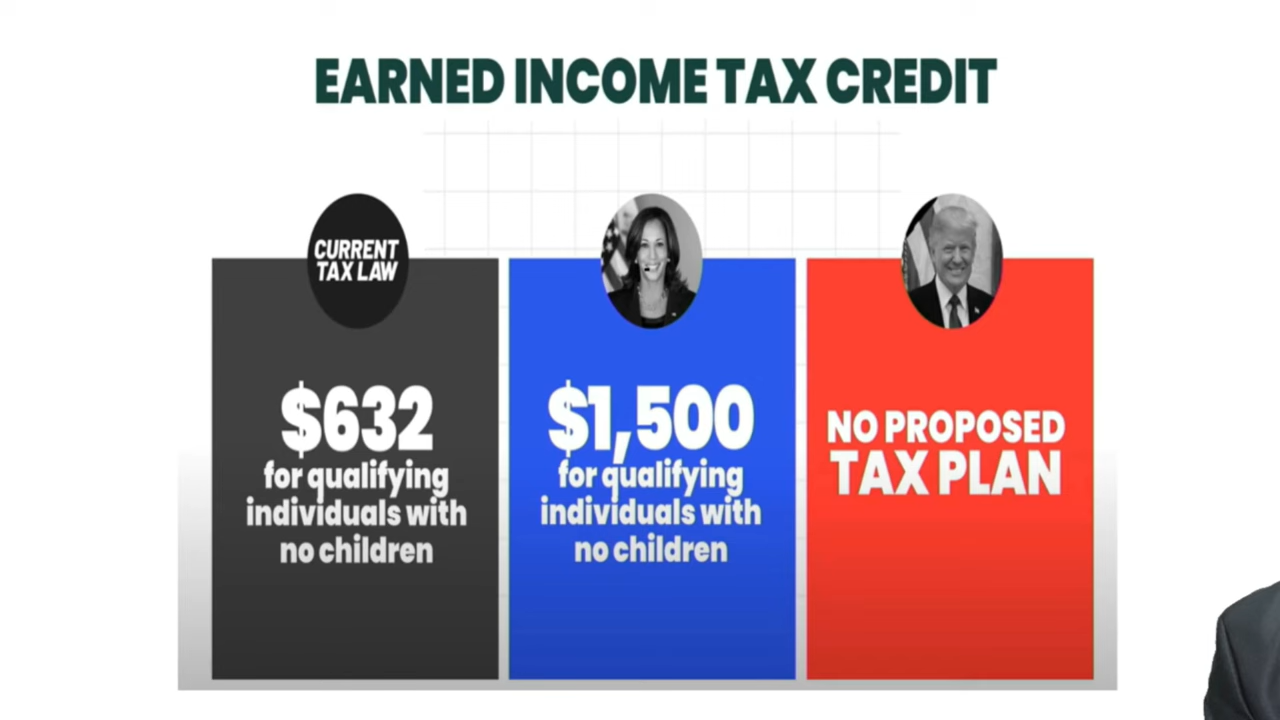 EARNED INCOME TAX CREDIT
CURRENT
TAX LAW
$632
for qualifying
individuals with
no children
$1,500
for qualifying
individuals with
no children
NO PROPOSED
TAX PLAN